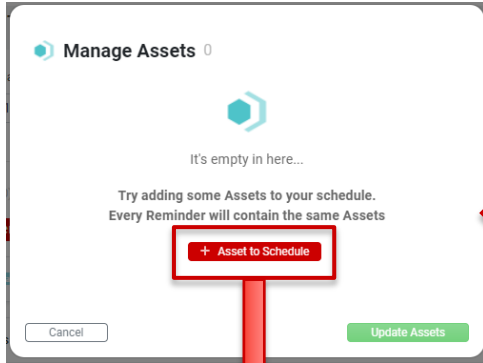 Manage Assets 0
It's empty in here...
Try adding some Assets to your schedule.
Every Reminder will contain the same Assets
+ Asset to Schedule
Cancel
Update Assets